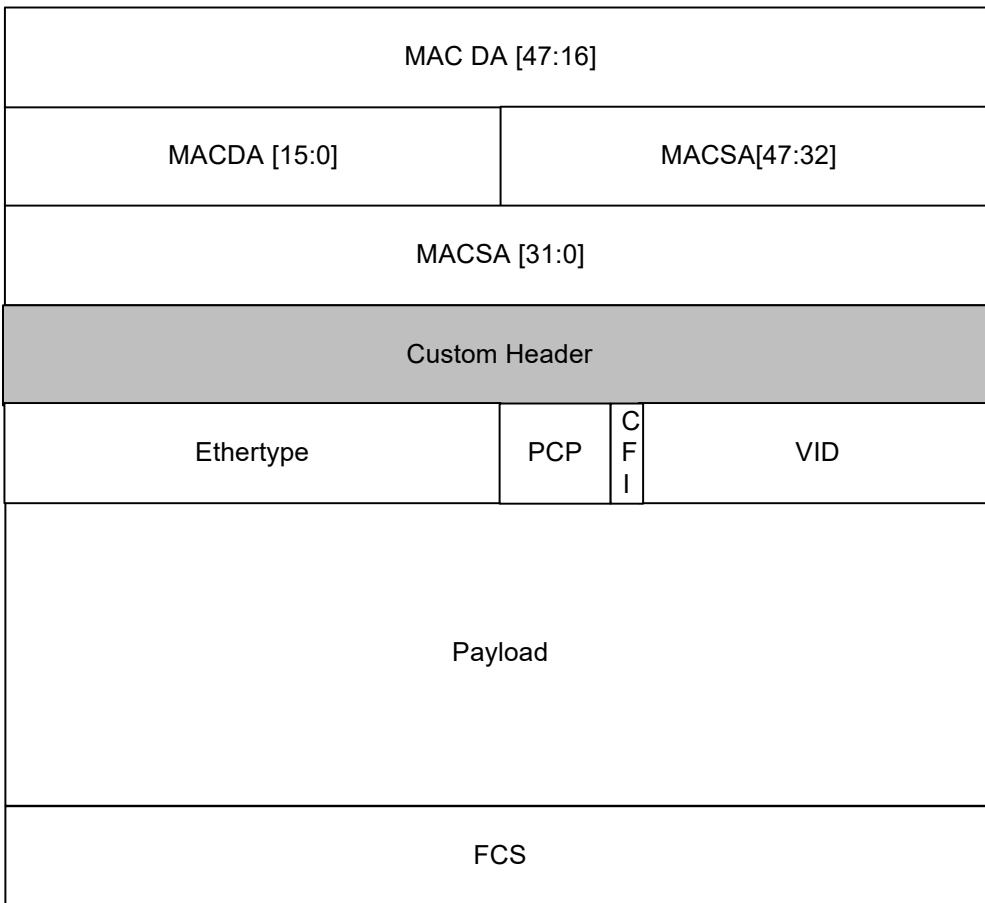 MAC DA [47:16]
MACDA [15:0]
MACSA[47:32]
MACSA [31:0]
Custom Header
Ethertype
PCP
C
F
I
VID
Payload
FCS